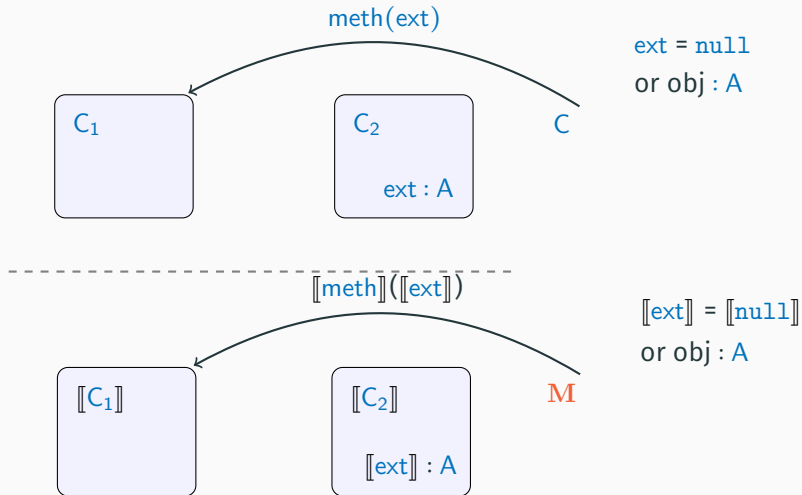 meth(ext)
ext = null
or obj : A
C₁
C₂
C
ext : A
⟦meth⟧(⟦ext⟧)
⟦ext⟧ = ⟦null⟧
or obj : A
⟦C₁⟧
⟦C₂⟧
M
⟦ext⟧ : A